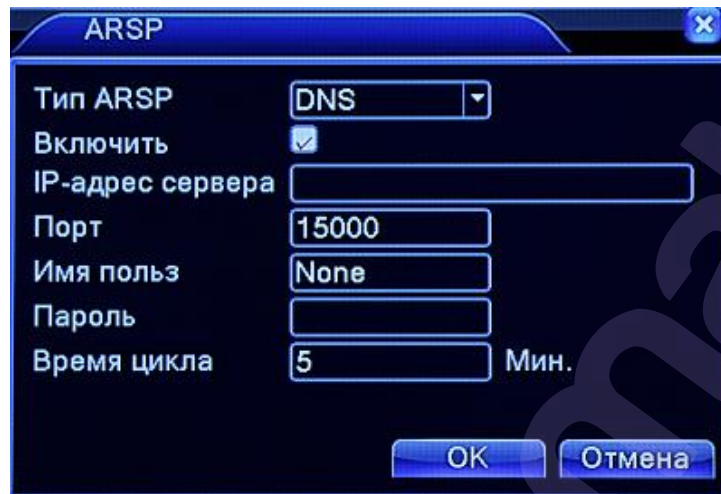 ARSP
Тип ARSP DNS
Включить
IP-адрес сервера
Порт 15000
Имя польз None
Пароль
Время цикла 5 Мин.
OK Отмена